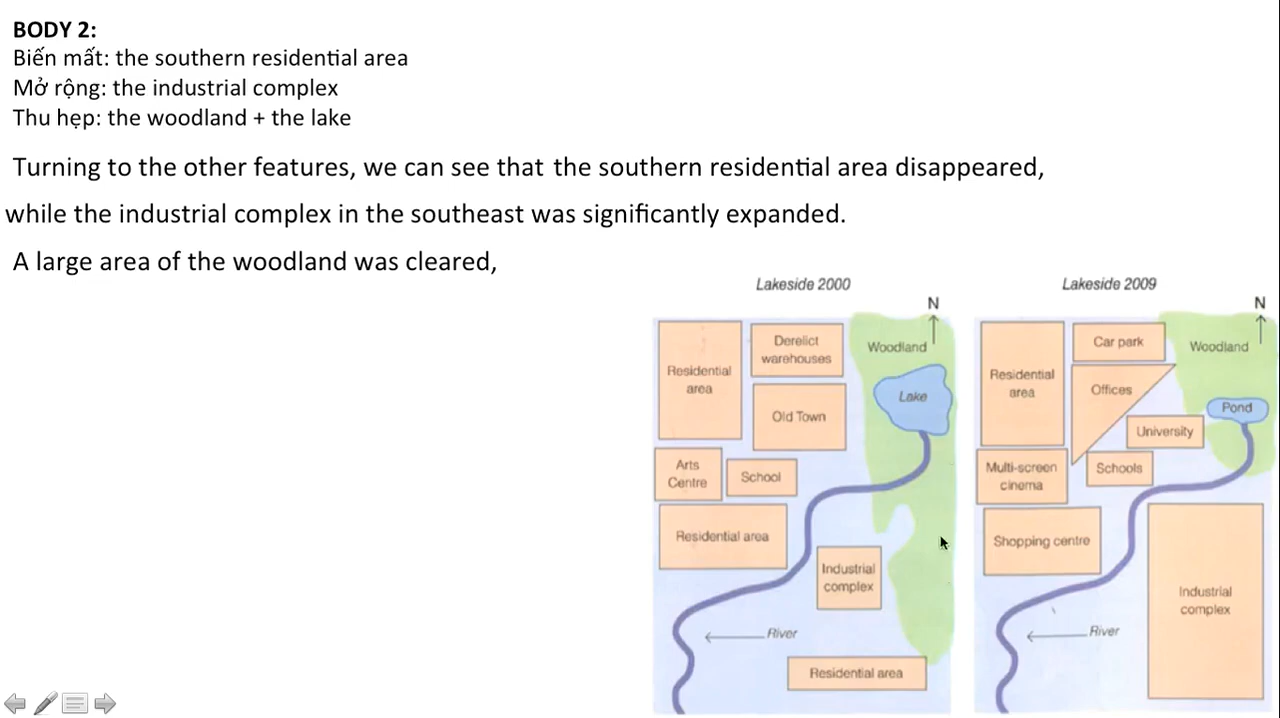 BODY 2:
Biến mất: the southern residential area
Mở rộng: the industrial complex
Thu hẹp: the woodland + the lake
Turning to the other features, we can see that the southern residential area disappeared,
while the industrial complex in the southeast was significantly expanded.
A large area of the woodland was cleared,
Lakeside 2000
N
Residential
area
Derelict
warehouses
Woodland
Old Town
Lake
Arts
Centre
School
Residential area
Industrial
complex
River
Residential area
Lakeside 2009
N
Residential
area
Car park
Woodland
Offices
Pond
University
Multi-screen
cinema
Schools
Shopping centre
Industrial
complex
River